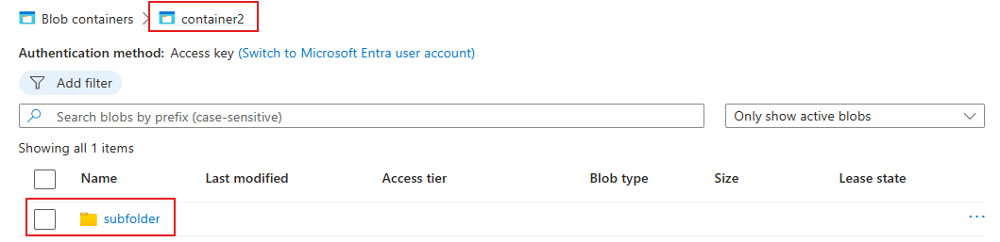 Blob containers > container2
Authentication method: Access key (Switch to Microsoft Entra user account)
Add filter
Search blobs by prefix (case-sensitive) Only show active blobs
Showing all 1 items
Name Last modified Access tier Blob type Size Lease state
subfolder ...